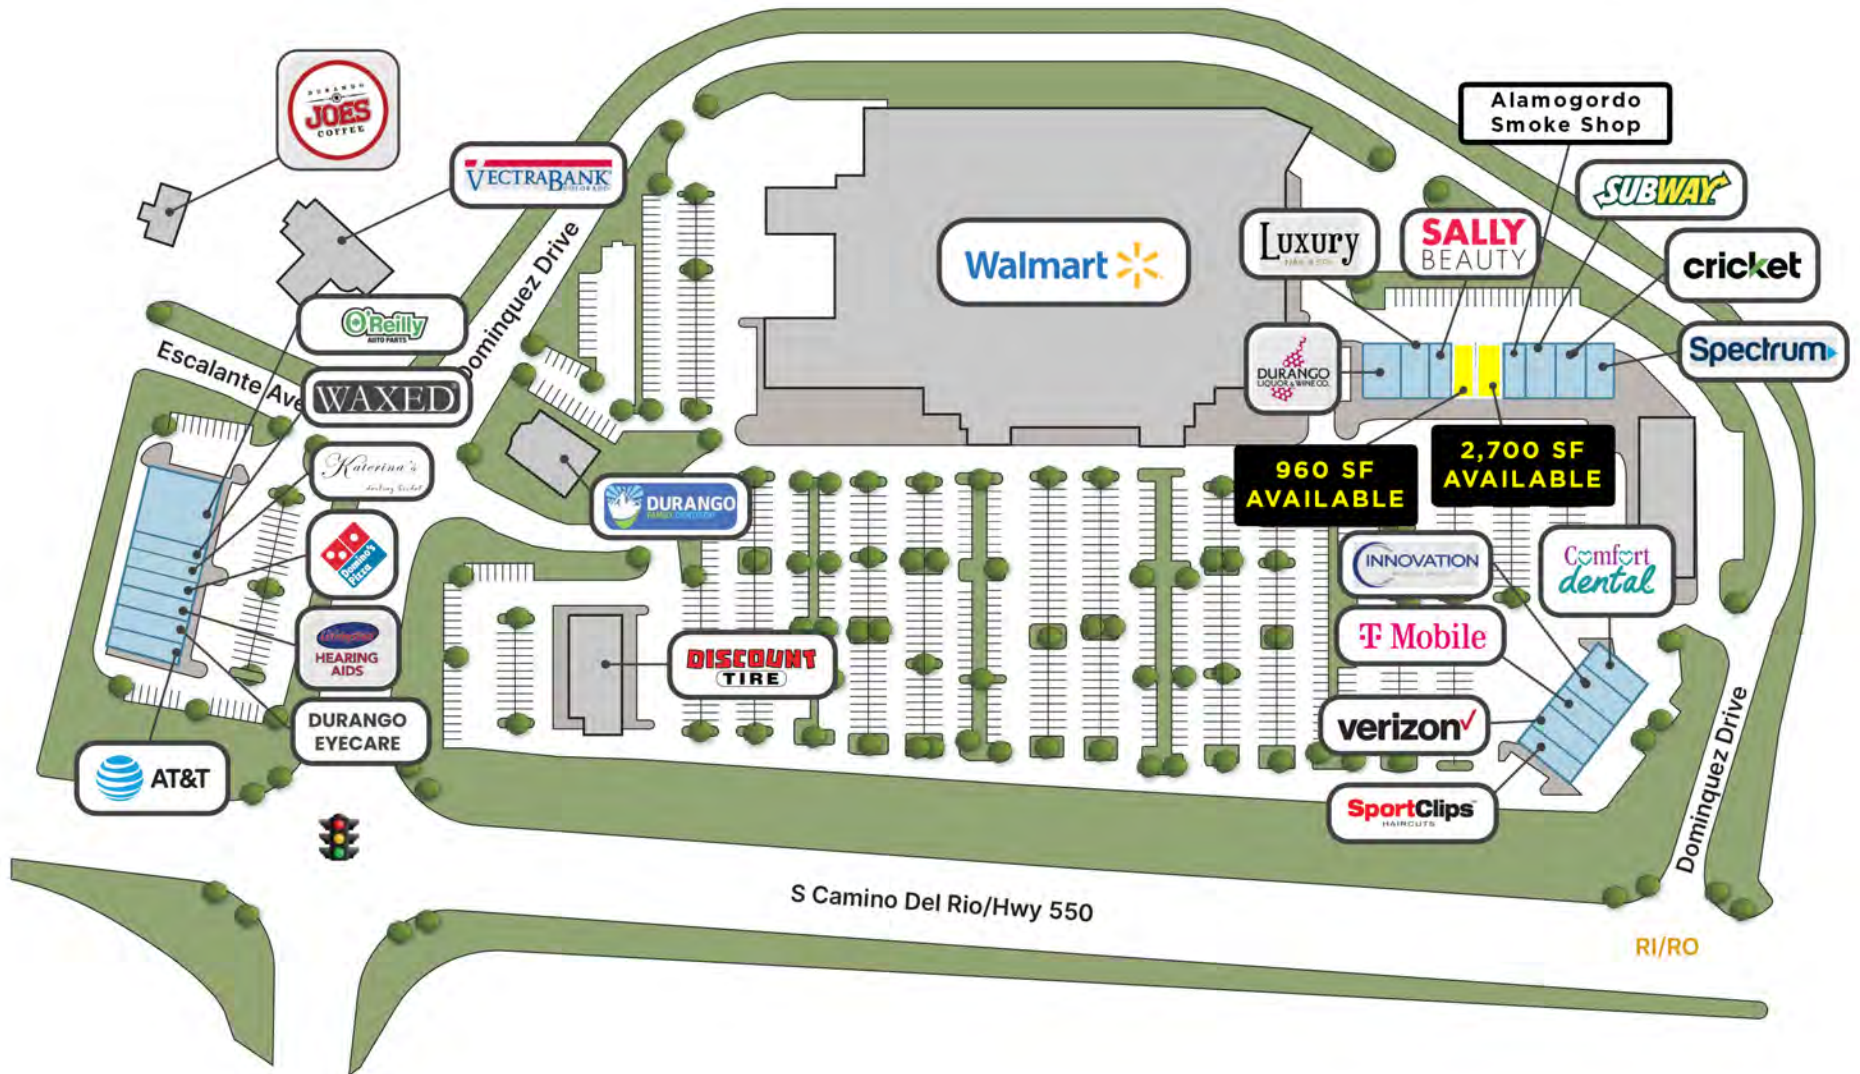 DURANGO
JOES
COFFEE
VECTRABANK
COLORADO
Alamogordo
Smoke Shop
SUBWAY
Luxury
NAIL & SPA
SALLY
BEAUTY
cricket
Walmart
Spectrum
DURANGO
LIQUOR & WINE CO.
Dominquez Drive
O'Reilly
AUTO PARTS
Escalante Ave
WAXED
Katerina's
960 SF
AVAILABLE
2,700 SF
AVAILABLE
DURANGO
Domino's
Pizza
INNOVATION
Comfort
dental
HEARING
AIDS
T Mobile
DISCOUNT
TIRE
DURANGO
EYECARE
verizon
AT&T
SportClips
HAIRCUTS
Dominquez Drive
S Camino Del Rio/Hwy 550
RI/RO